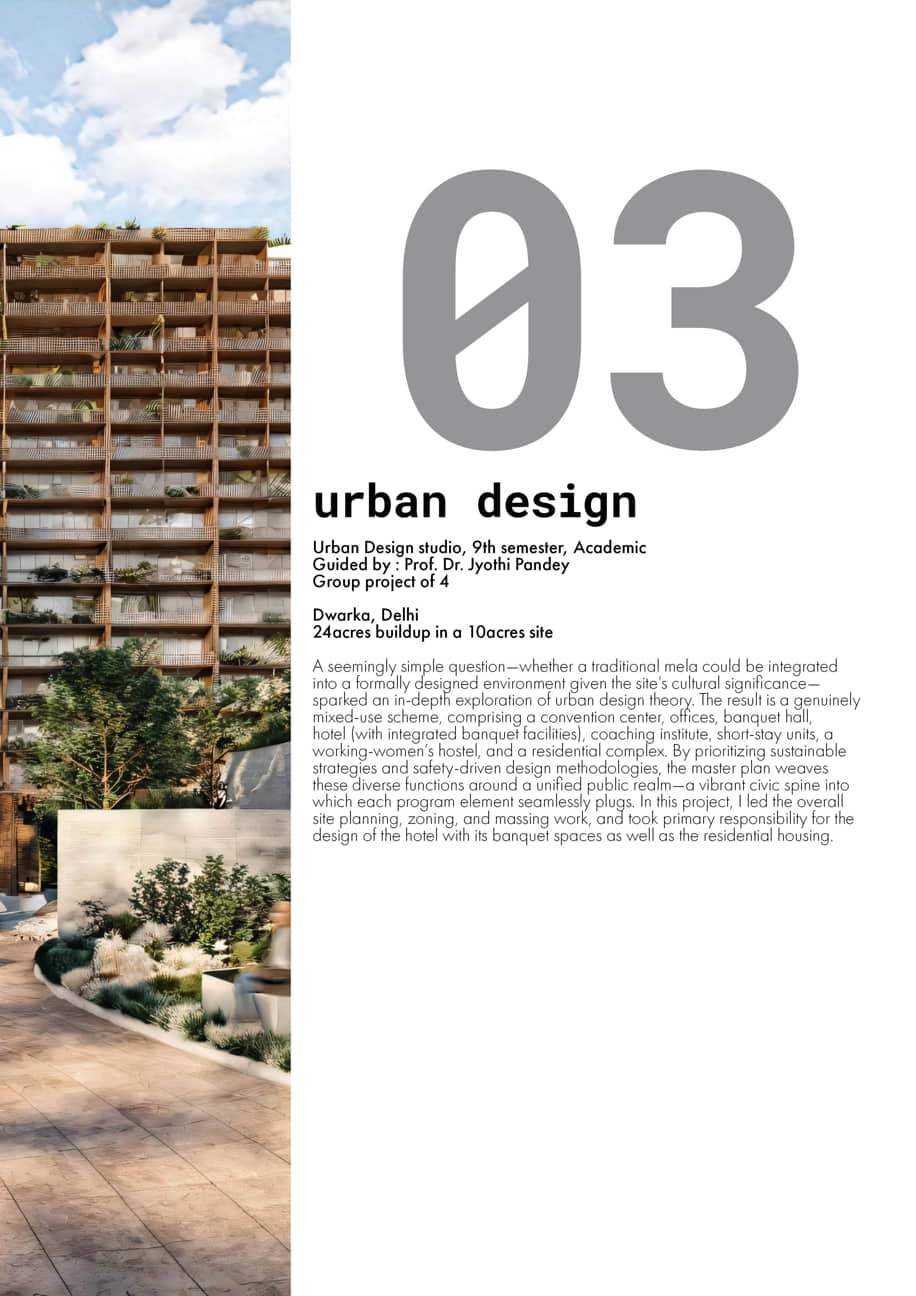 03
urban design
Urban Design studio, 9th semester, Academic
Guided by : Prof. Dr. Jyothi Pandey
Group project of 4
Dwarka, Delhi
24acres buildup in a 10acres site
A seemingly simple question—whether a traditional mela could be integrated
into a formally designed environment given the site's cultural significance—
sparked an in-depth exploration of urban design theory. The result is a genuinely
mixed-use scheme, comprising a convention center, offices, banquet hall,
hotel (with integrated banquet facilities), coaching institute, short-stay units, a
working-women's hostel, and a residential complex. By prioritizing sustainable
strategies and safety-driven design methodologies, the master plan weaves
these diverse functions around a unified public realm—a vibrant civic spine into
which each program element seamlessly plugs. In this project, I led the overall
site planning, zoning, and massing work, and took primary responsibility for the
design of the hotel with its banquet spaces as well as the residential housing.